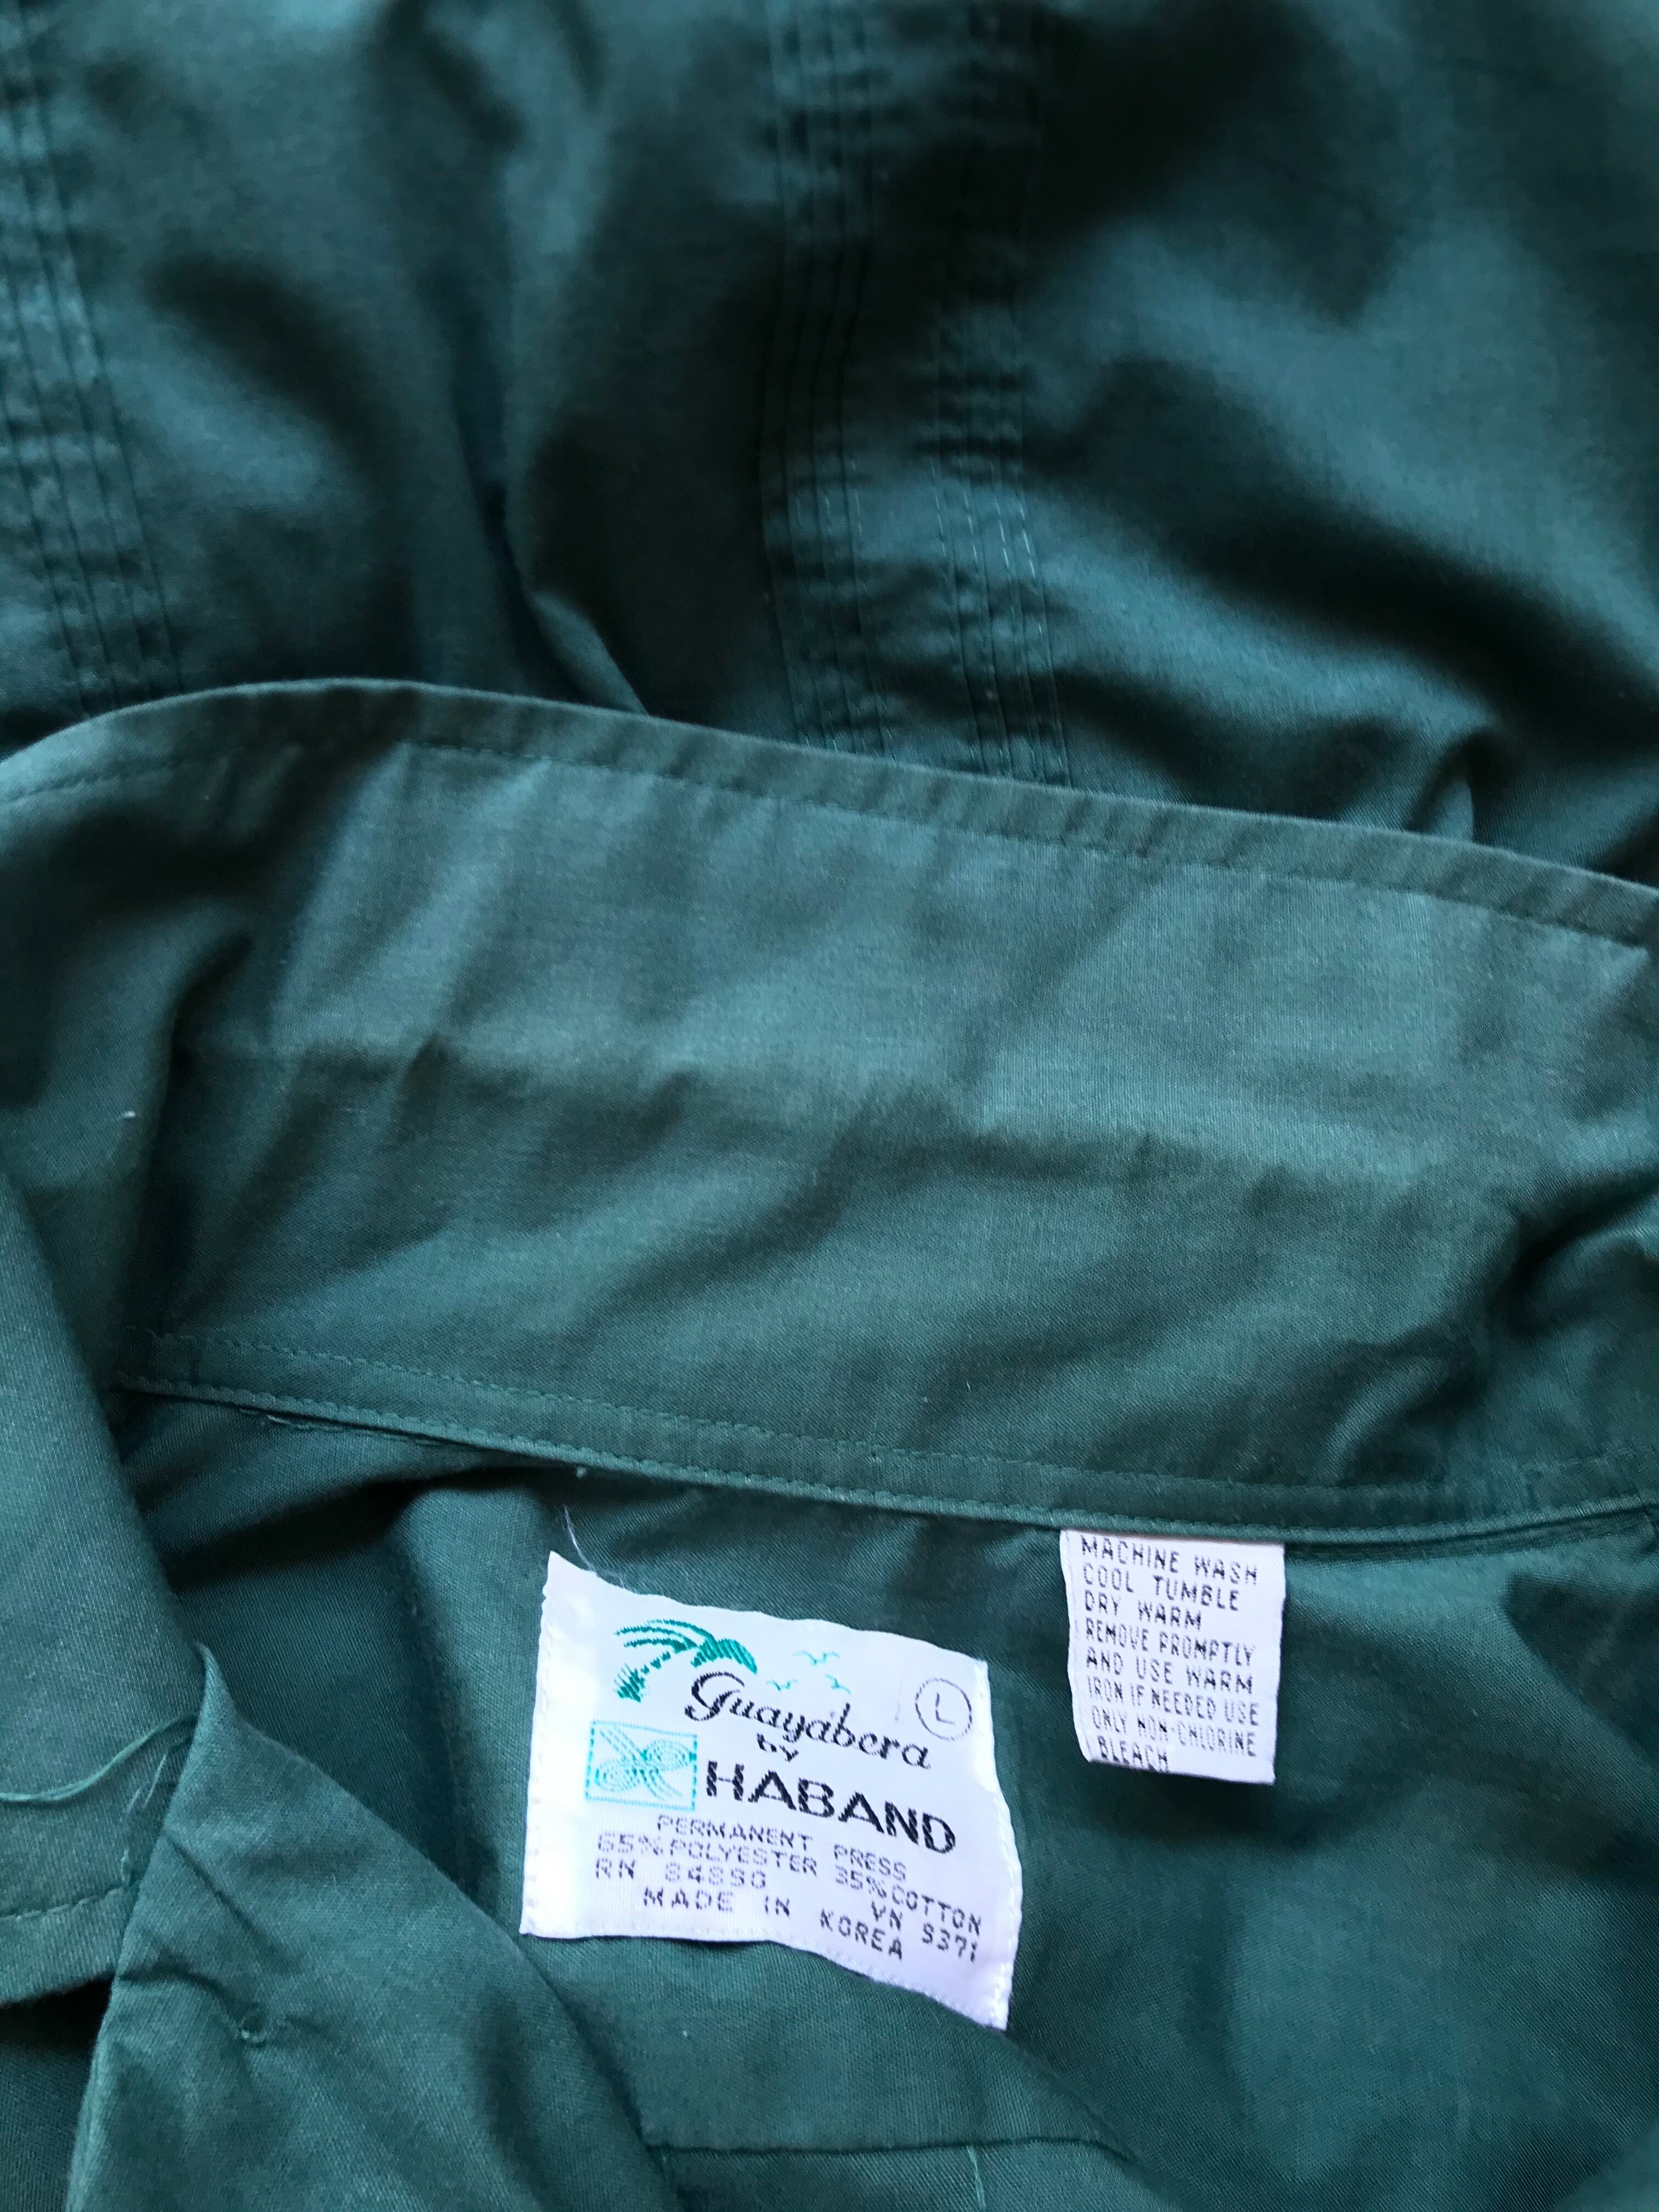 Guayabera
L
by
HABAND
PERMANENT PRESS
65% POLYESTER 35% COTTON
RN 84890 VN 9371
MADE IN KOREA
MACHINE WASH
COOL TUMBLE
DRY WARM
REMOVE PROMPTLY
AND USE WARM
IRON IF NEEDED USE
ONLY NON-CHLORINE
BLEACH